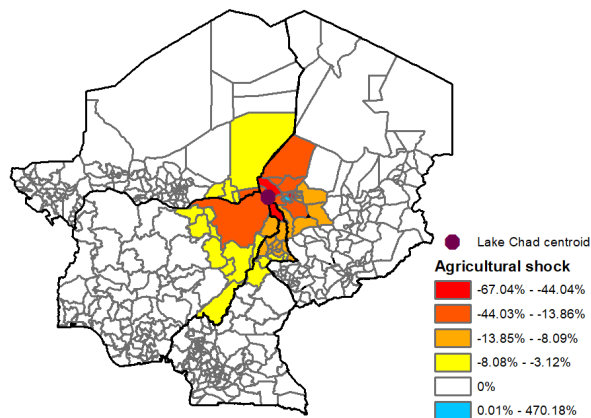 Lake Chad centroid
Agricultural shock
-67.04% - -44.04%
-44.03% - -13.86%
-13.85% - -8.09%
-8.08% - -3.12%
0%
0.01% - 470.18%